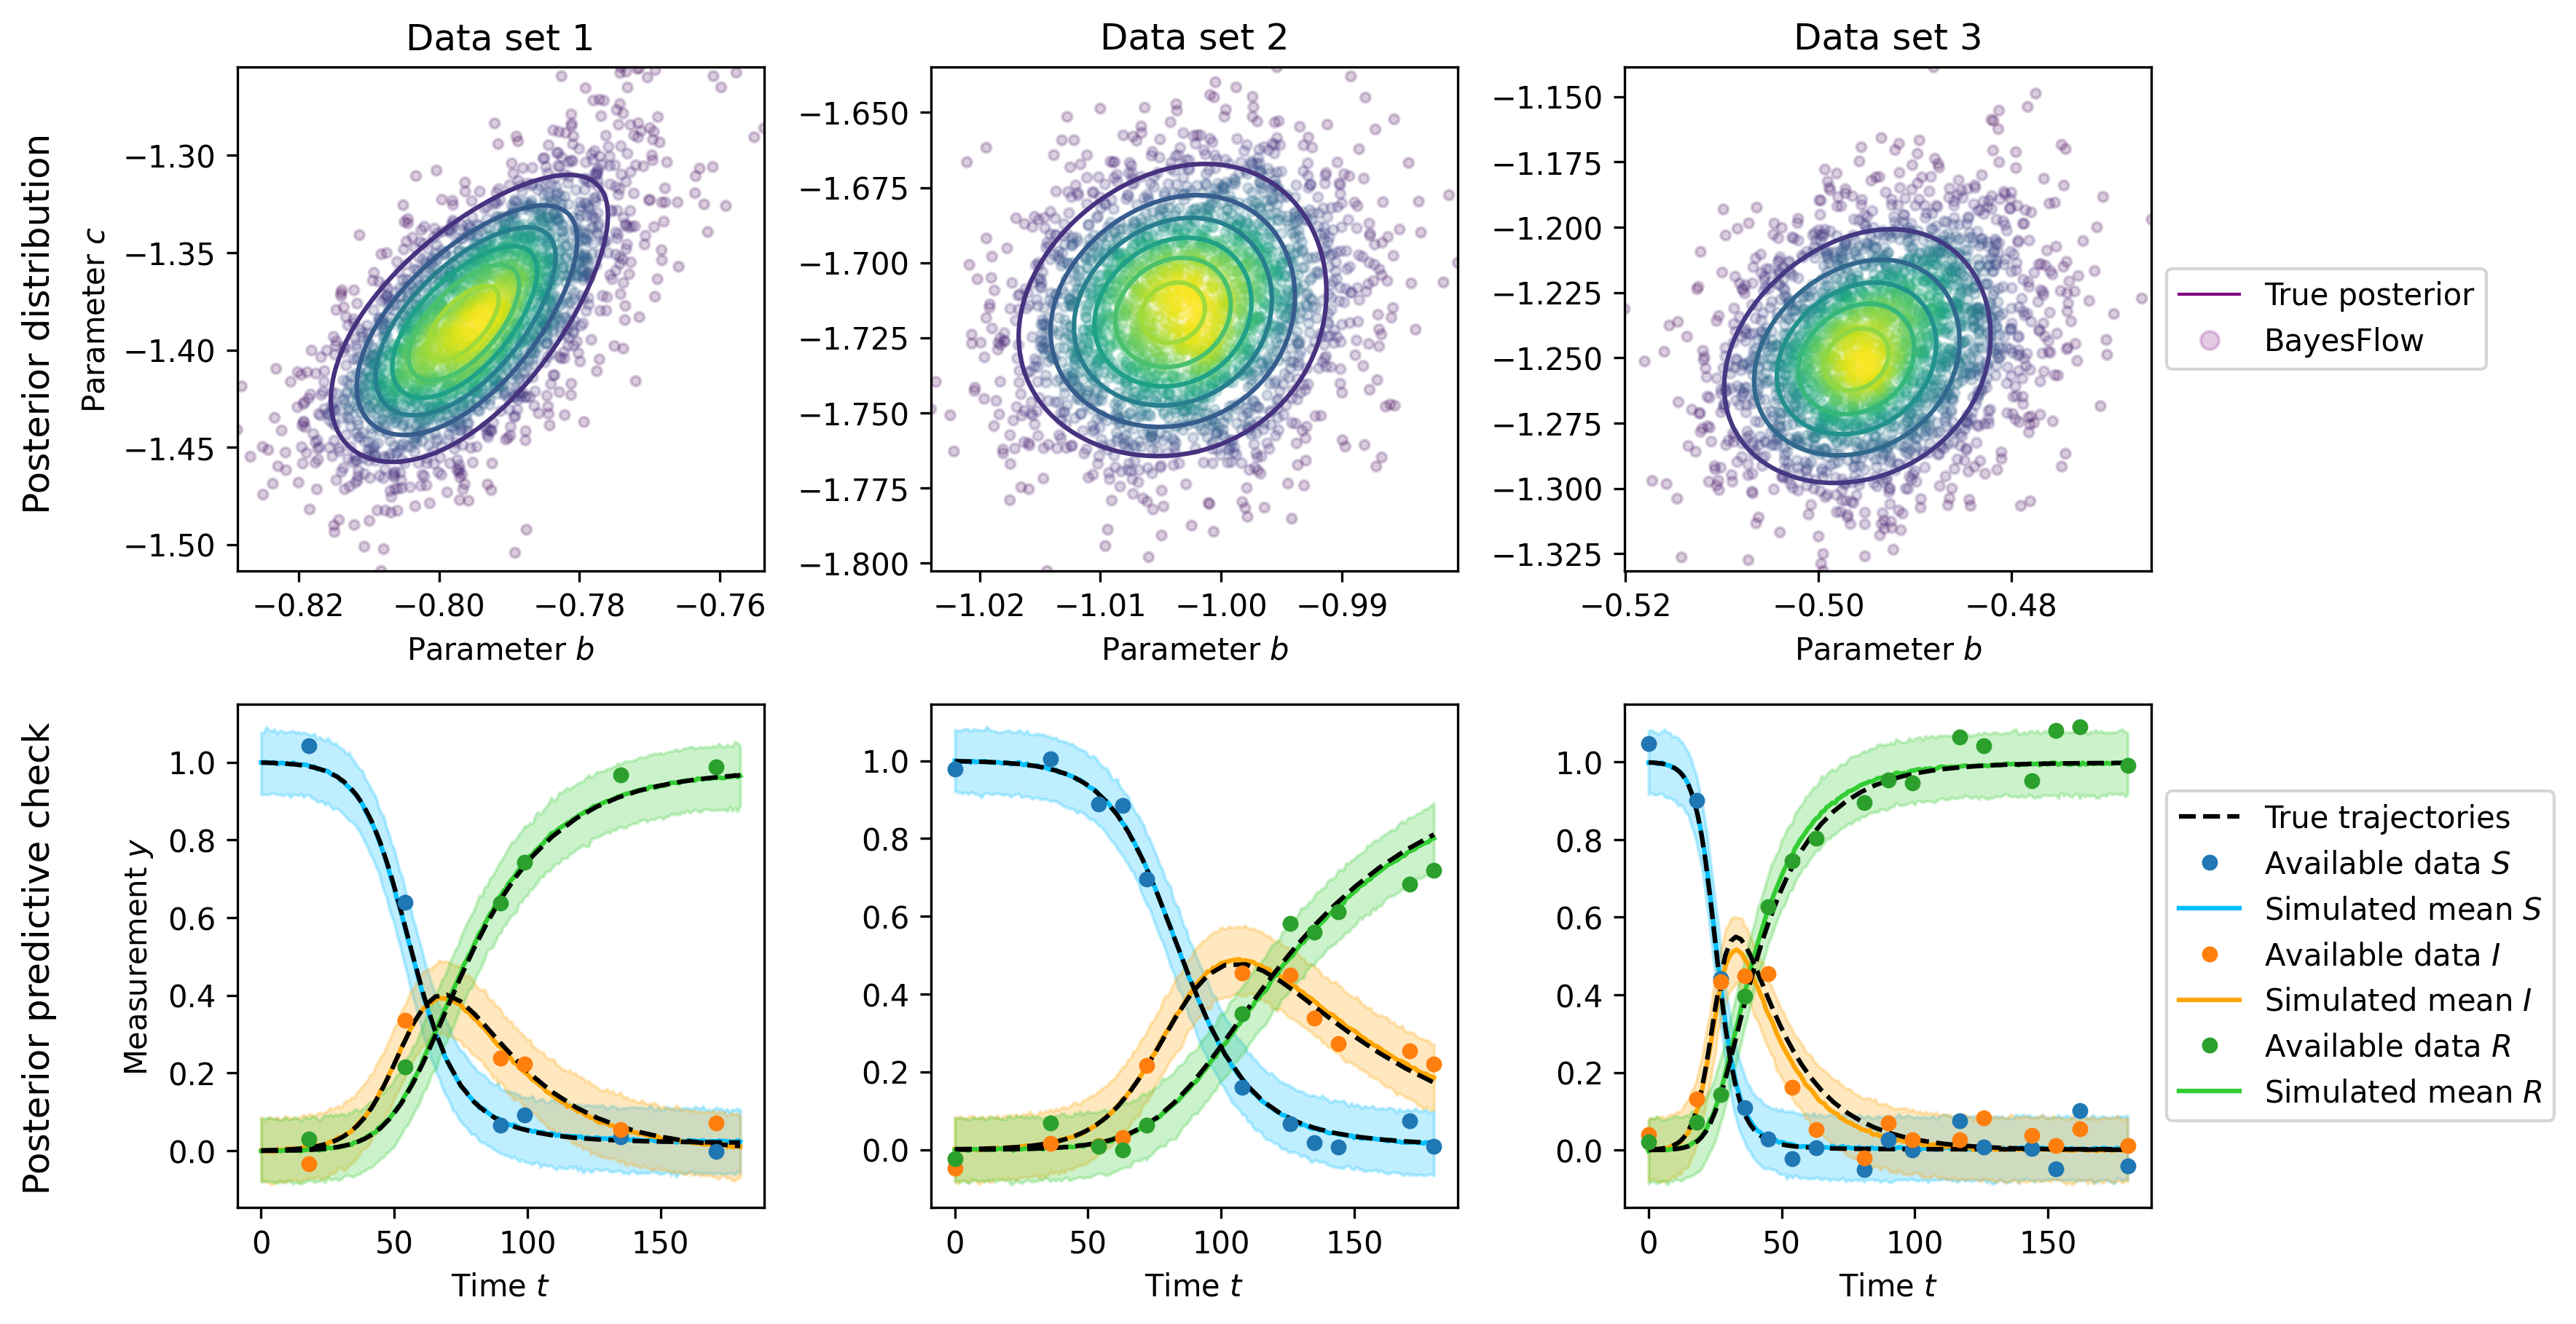 Data set 1
Data set 2
Data set 3
Posterior distribution
Parameter c
−1.30
−1.35
−1.40
−1.45
−1.50
−0.82
−0.80
−0.78
−0.76
Parameter b
−1.650
−1.675
−1.700
−1.725
−1.750
−1.775
−1.800
−1.02
−1.01
−1.00
−0.99
Parameter b
−1.150
−1.175
−1.200
−1.225
−1.250
−1.275
−1.300
−1.325
−0.52
−0.50
−0.48
Parameter b
True posterior
BayesFlow
Posterior predictive check
Measurement y
1.0
0.8
0.6
0.4
0.2
0.0
0
50
100
150
Time t
1.0
0.8
0.6
0.4
0.2
0.0
0
50
100
150
Time t
1.0
0.8
0.6
0.4
0.2
0.0
0
50
100
150
Time t
True trajectories
Available data S
Simulated mean S
Available data I
Simulated mean I
Available data R
Simulated mean R